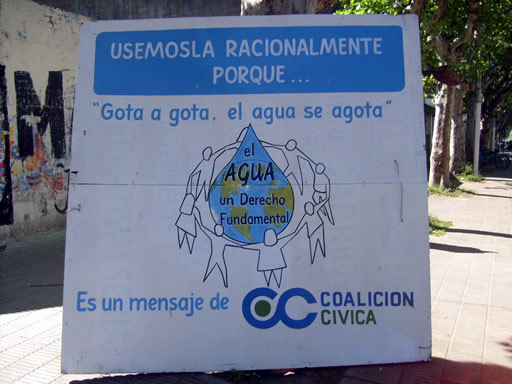 USEMOSLA RACIONALMENTE
PORQUE...
"Gota a gota, el agua se agota"
el
AGUA
un Derecho
Fundamental
Es un mensaje de
COALICION
CIVICA